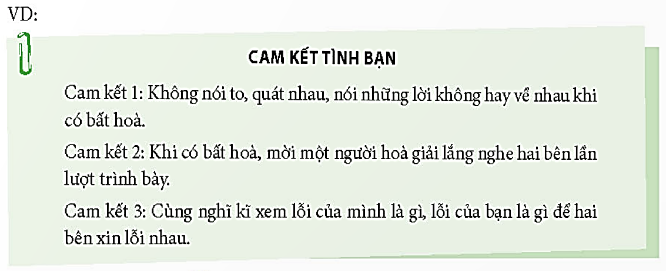 VD:
CAM KẾT TÌNH BẠN
Cam kết 1: Không nói to, quát nhau, nói những lời không hay về nhau khi
có bất hoà.
Cam kết 2: Khi có bất hoà, mời một người hoà giải lắng nghe hai bên lần
lượt trình bày.
Cam kết 3: Cùng nghĩ kĩ xem lỗi của mình là gì, lỗi của bạn là gì để hai
bên xin lỗi nhau.